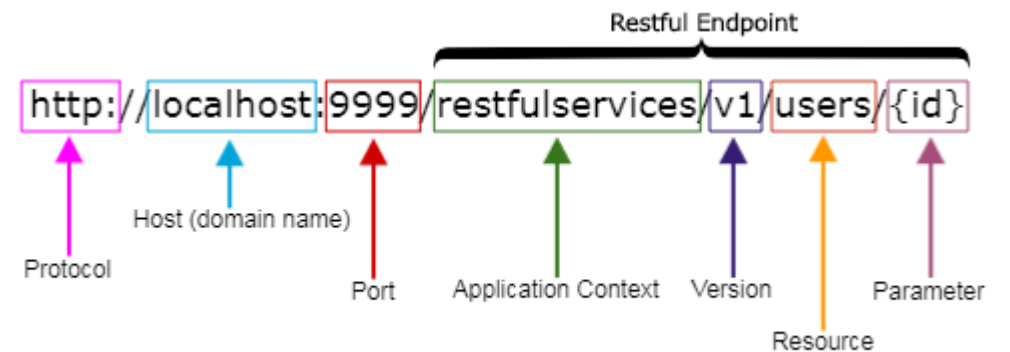 Restful Endpoint
http://localhost:9999/restfulservices/v1/users/{id}
Host (domain name)
Protocol
Port
Application Context
Version
Parameter
Resource